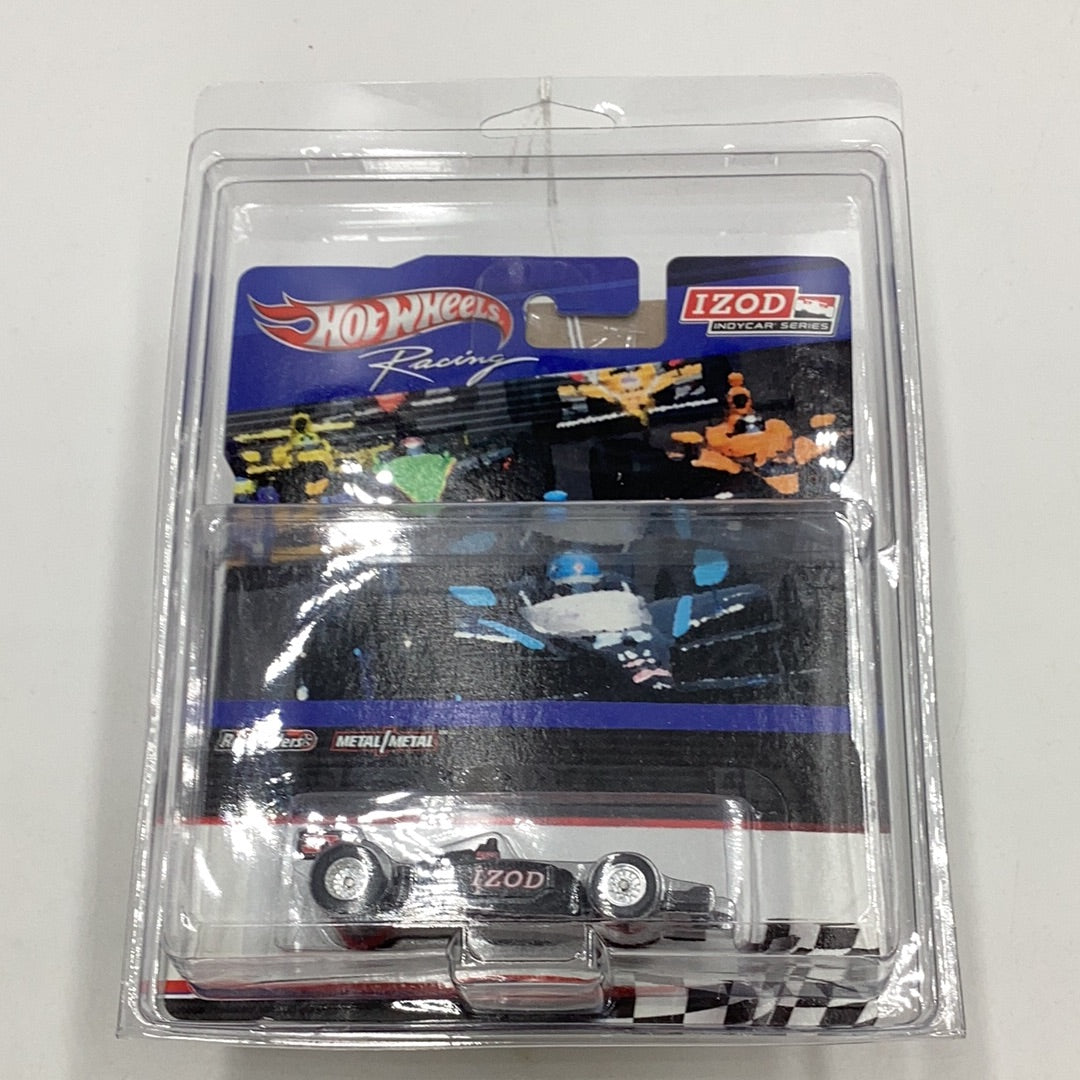 HOT WHEELS
Racing
IZOD
INDYCAR SERIES
METAL/METAL
IZOD